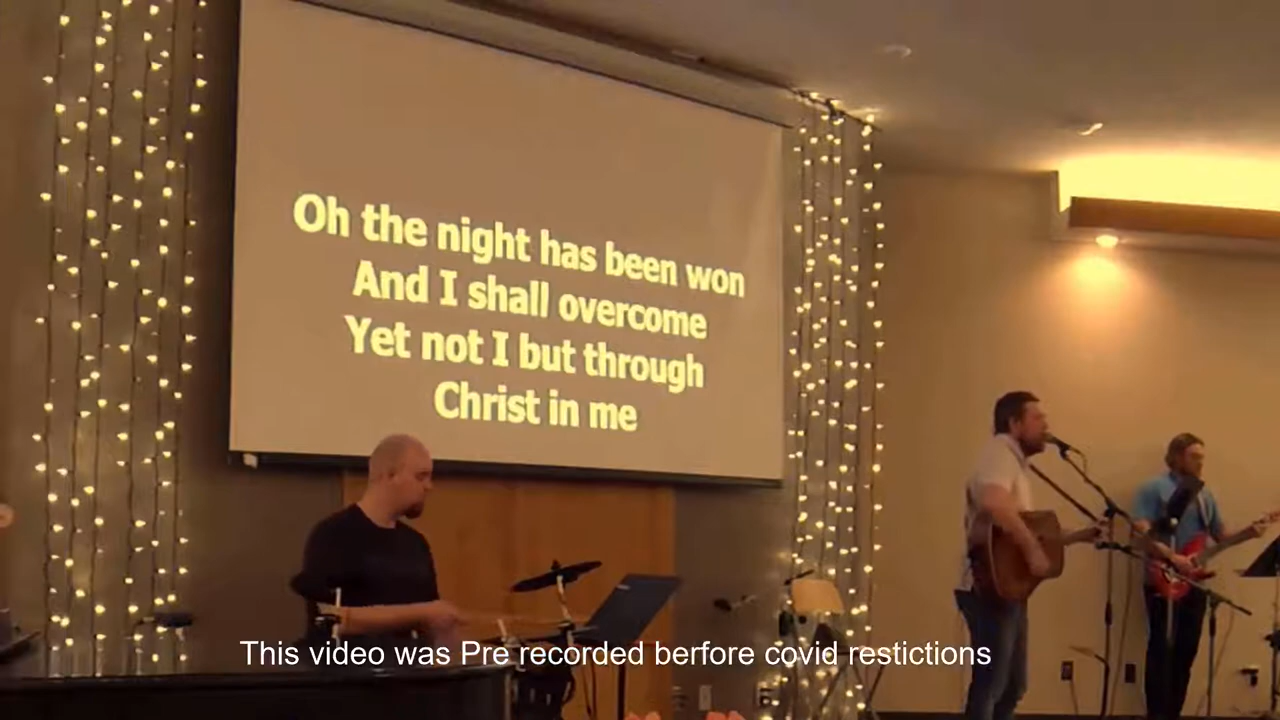 Oh the night has been won
And I shall overcome
Yet not I but through
Christ in me
This video was Pre recorded berfore covid restictions